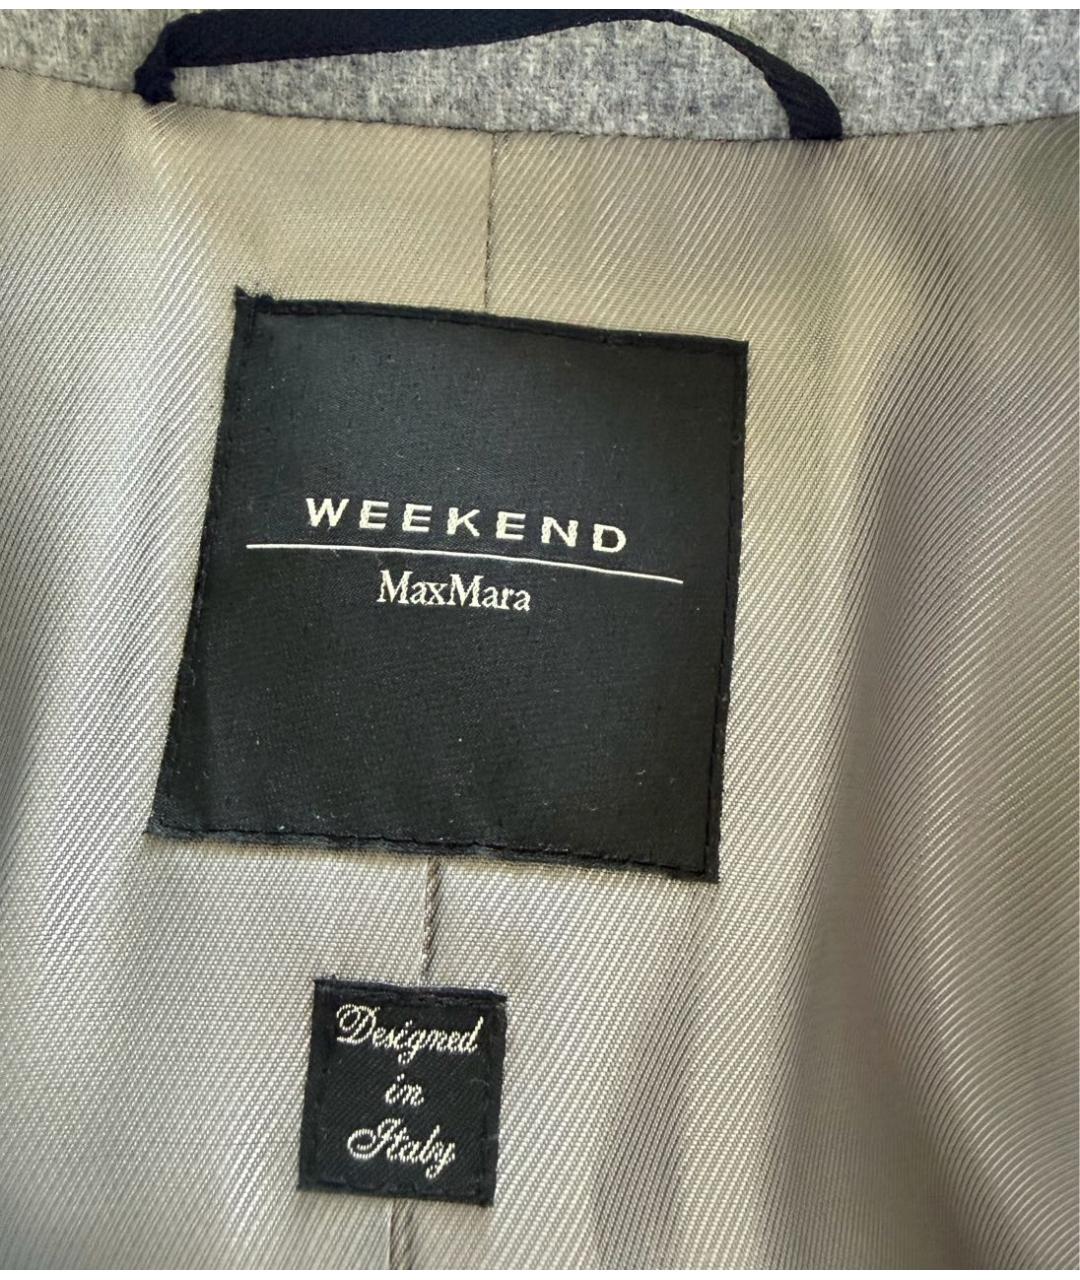 WEEKEND
MaxMara
Designed
in
Italy